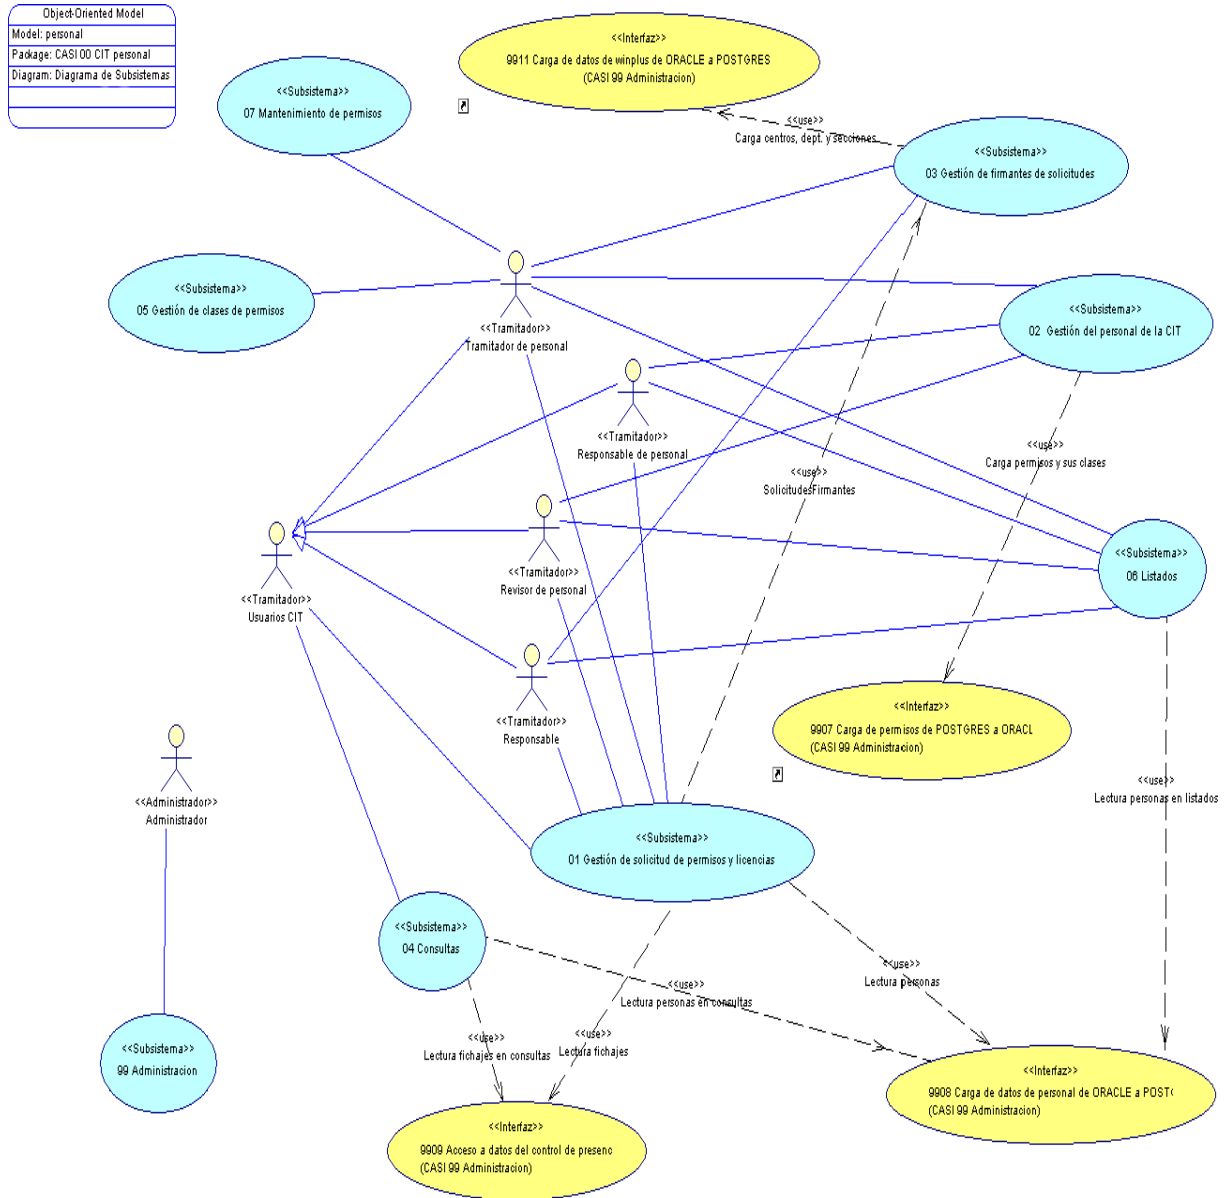 Object-Oriented Model
Model: personal
Package: CASI 00 CIT personal
Diagram: Diagrama de Subsistemas
<<Interfaz>>
9911 Carga de datos de winplus de ORACLE a POSTGRES
(CASI 99 Administracion)
<<Subsistema>>
07 Mantenimiento de permisos
<<use>>
Carga centros, dept. y secciones
<<Subsistema>>
03 Gestión de firmantes de solicitudes
<<Subsistema>>
05 Gestión de clases de permisos
<<Tramitador>>
Tramitador de personal
<<Subsistema>>
02 Gestión del personal de la CIT
<<Tramitador>>
Responsable de personal
<<use>>
Carga permisos y sus clases
<<use>>
SolicitudesFirmantes
<<Tramitador>>
Revisor de personal
<<Subsistema>>
06 Listados
<<Tramitador>>
Usuarios CIT
<<Tramitador>>
Responsable
<<Interfaz>>
9907 Carga de permisos de POSTGRES a ORACL
(CASI 99 Administracion)
<<Administrador>>
Administrador
<<use>>
Lectura personas en listados
<<Subsistema>>
01 Gestión de solicitud de permisos y licencias
<<Subsistema>>
04 Consultas
<<use>>
Lectura personas
<<use>>
Lectura personas en consultas
<<use>>
Lectura fichajes en consultas
<<use>>
Lectura fichajes
<<Subsistema>>
99 Administracion
<<Interfaz>>
9908 Carga de datos de personal de ORACLE a POST(
(CASI 99 Administracion)
<<Interfaz>>
9909 Acceso a datos del control de presenc
(CASI 99 Administracion)